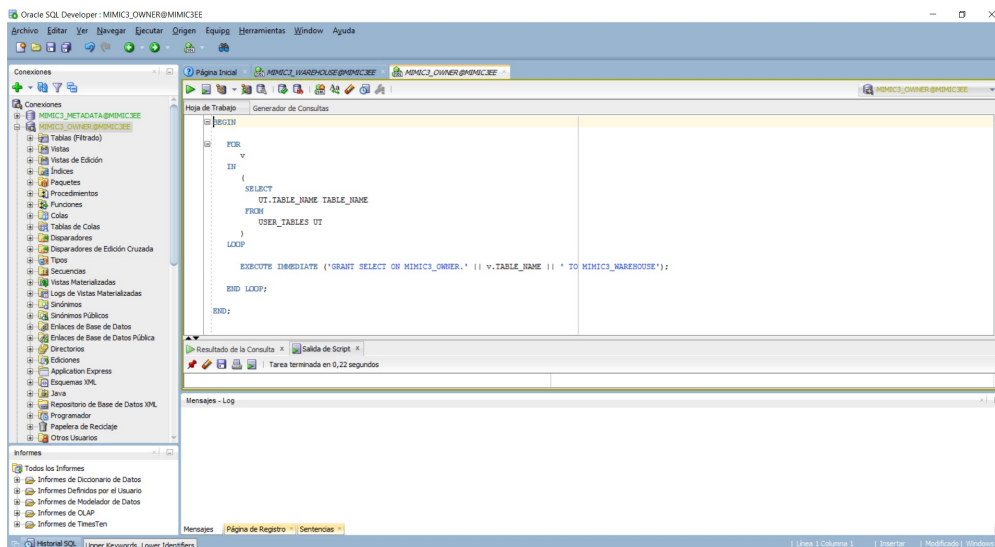 Oracle SQL Developer : MIMIC3_OWNER@MIMIC3EE
Archivo Editar Ver Navegar Ejecutar Origen Equipo Herramientas Window Ayuda
Conexiones
Página Inicial MIMIC3_WAREHOUSE@MIMIC3EE MIMIC3_OWNER@MIMIC3EE
MIMIC3_OWNER@MIMIC3EE
Hoja de Trabajo Generador de Consultas
Conexiones
MIMIC3_METADATA@MIMIC3EE
MIMIC3_OWNER@MIMIC3EE
Tablas (Filtrado)
Vistas
Vistas de Edición
Índices
Paquetes
Procedimientos
Funciones
Colas
Tablas de Colas
Disparadores
Disparadores de Edición Cruzada
Tipos
Secuencias
Vistas Materializadas
Logs de Vistas Materializadas
Sinónimos
Sinónimos Públicos
Enlaces de Base de Datos
Enlaces de Base de Datos Pública
Directorios
Ediciones
Application Express
Esquemas XML
Java
Repositorio de Base de Datos XML
Programador
Papelera de Reciclaje
Otros Usuarios
BEGIN
FOR
v
IN
(
SELECT
UT.TABLE_NAME TABLE_NAME
FROM
USER_TABLES UT
)
LOOP
EXECUTE IMMEDIATE ('GRANT SELECT ON MIMIC3_OWNER.' || v.TABLE_NAME || ' TO MIMIC3_WAREHOUSE');
END LOOP;
END;
Resultado de la Consulta x Salida de Script x
Tarea terminada en 0,22 segundos
Mensajes - Log
Informes
Todos los Informes
Informes de Diccionario de Datos
Informes Definidos por el Usuario
Informes de Modelador de Datos
Informes de OLAP
Informes de TimesTen
Mensajes Página de Registro Sentencias
Historial SQL Upper Keywords, Lower Identifiers
Línea 1 Columna 1 Insertar Modificado Windows